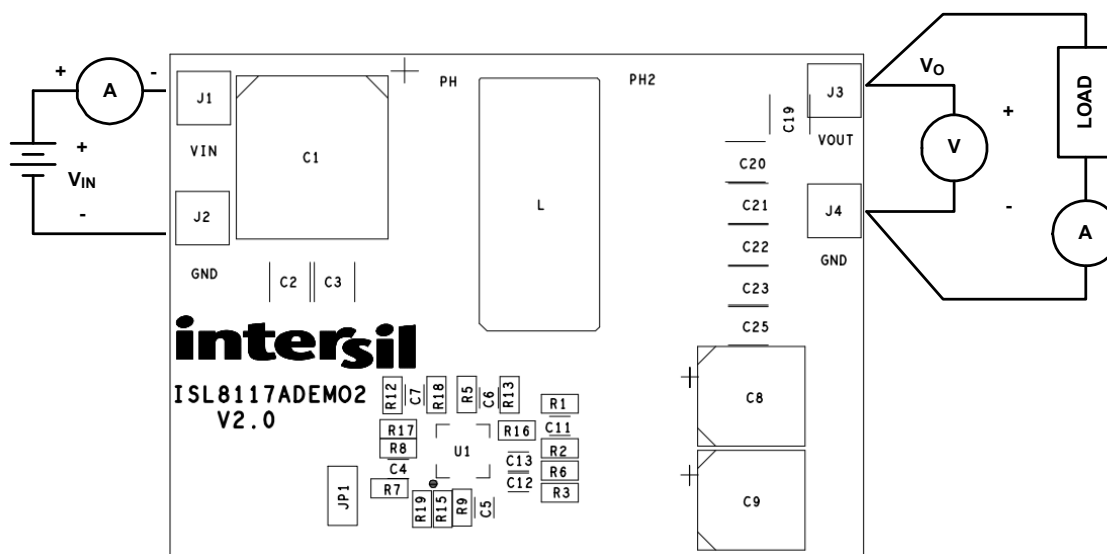 +
A
-
+
VIN
-
J1
VIN
J2
GND
C1
+
PH
PH2
L
C2
C3
intersil
ISL8117ADEMO2
V2.0
C19
C20
C21
C22
C23
C25
J3
VOUT
J4
GND
VO
+
V
-
LOAD
A
R12
C7
R18
R5
C6
R13
R1
C11
R17
R8
C4
R7
U1
R16
C13
C12
R2
R6
R3
JP1
R19
R15
R9
C5
+
C8
+
C9